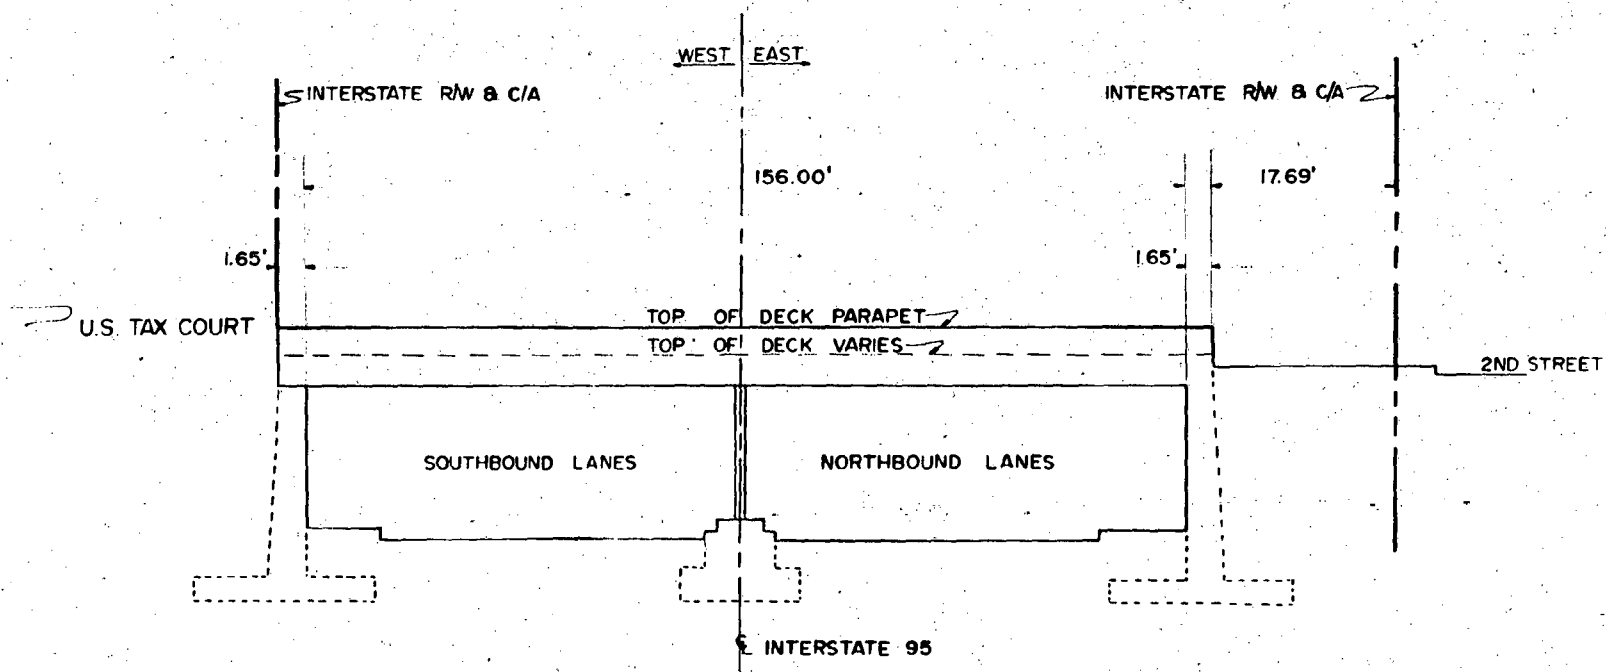 WEST EAST
INTERSTATE R/W & C/A
INTERSTATE R/W & C/A
156.00'
17.69'
1.65'
1.65'
U.S. TAX COURT
TOP OF DECK PARAPET
TOP OF DECK VARIES
2ND STREET
SOUTHBOUND LANES
NORTHBOUND LANES
℄ INTERSTATE 95